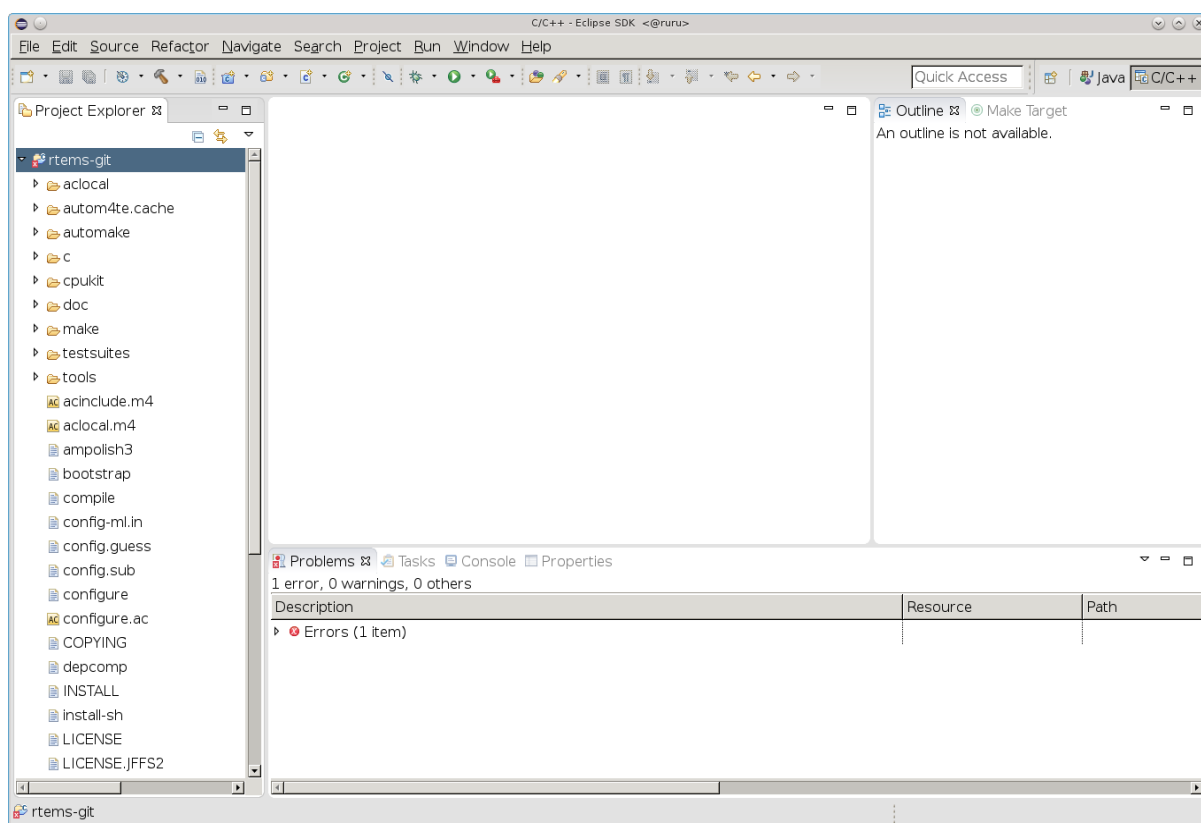 C/C++ - Eclipse SDK <@ruru>
File Edit Source Refactor Navigate Search Project Run Window Help
Quick Access Java C/C++
Project Explorer
Outline Make Target
An outline is not available.
rtems-git
aclocal
autom4te.cache
automake
c
cpukit
doc
make
testsuites
tools
AC acinclude.m4
AC aclocal.m4
ampolish3
bootstrap
compile
config-ml.in
config.guess
config.sub
configure
AC configure.ac
COPYING
depcomp
INSTALL
install-sh
LICENSE
LICENSE.JFFS2
Problems Tasks Console Properties
1 error, 0 warnings, 0 others
Description Resource Path
Errors (1 item)
rtems-git